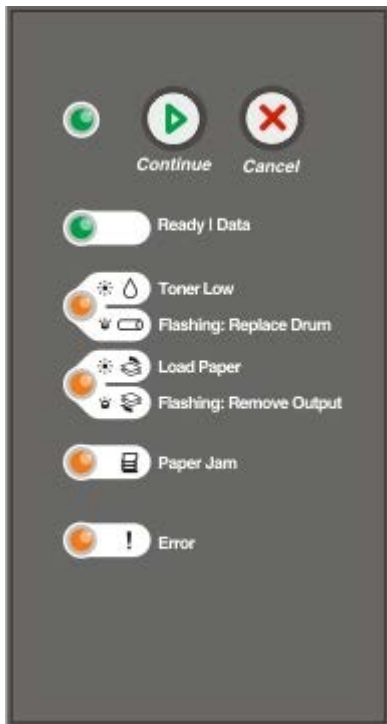 Continue
Cancel
Ready | Data
Toner Low
Flashing: Replace Drum
Load Paper
Flashing: Remove Output
Paper Jam
! Error